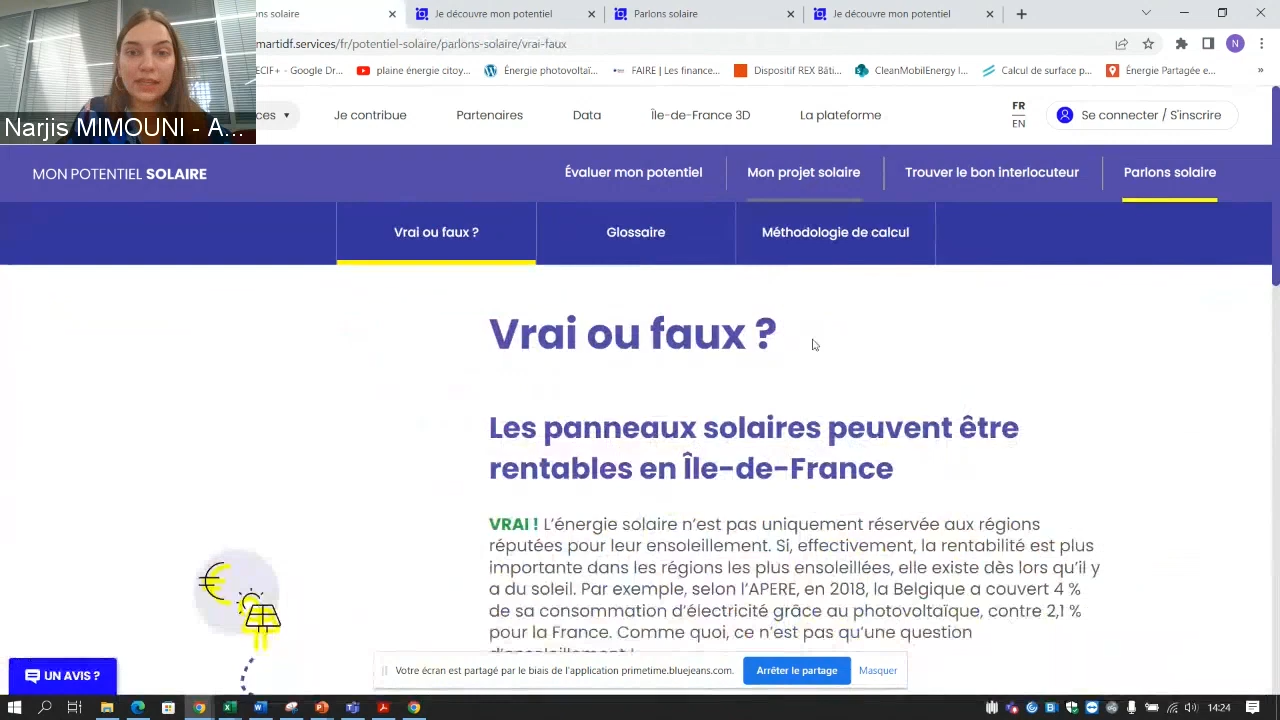 ns solaire
Je découvre mon potentiel
Parlons solaire
Je découvre mon potentiel
martidf.services/fr/potentiel-solaire/parlons-solaire/vrai-faux
ECIF+ - Google Dr...
plaine énergie citoy...
Énergie photovolta...
FAIRE | Les finance...
Dispositif REX Bâti...
CleanModalEnergy...
Calcul de surface p...
Énergie Partagée...
»
Narjis MIMOUNI - A...
ces
Je contribue
Partenaires
Data
Île-de-France 3D
La plateforme
FR
EN
N
Se connecter / S'inscrire
MON POTENTIEL SOLAIRE
Évaluer mon potentiel
Mon projet solaire
Trouver le bon interlocuteur
Parlons solaire
Vrai ou faux ?
Glossaire
Méthodologie de calcul
Vrai ou faux ?
Les panneaux solaires peuvent être
rentables en Île-de-France
VRAI ! L'énergie solaire n'est pas uniquement réservée aux régions
réputées pour leur ensoleillement. Si, effectivement, la rentabilité est plus
importante dans les régions les plus ensoleillées, elle existe dès lors qu'il y
a du soleil. Par exemple, selon l'APERE, en 2018, la Belgique a couvert 4 %
de sa consommation d'électricité grâce au photovoltaïque, contre 2,1 %
pour la France. Comme quoi, ce n'est pas qu'une question
d'ensoleillement !
Votre écran est partagé par le biais de l'application primetime.bluejeans.com.
Arrêter le partage
Masquer
UN AVIS ?
14:24